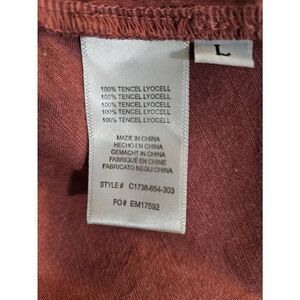 L
100% TENCEL LYOCELL
100% TENCEL LYOCELL
100% TENCEL LYOCELL
100% TENCEL LYOCELL
100% TENCEL LYOCELL
MADE IN CHINA
HECHO EN CHINA
GEMACHT IN CHINA
FABRIQUÉ EN CHINE
FABRICATO NEGLI CHINA
STYLE# C1738-654-303
PO# EM17592